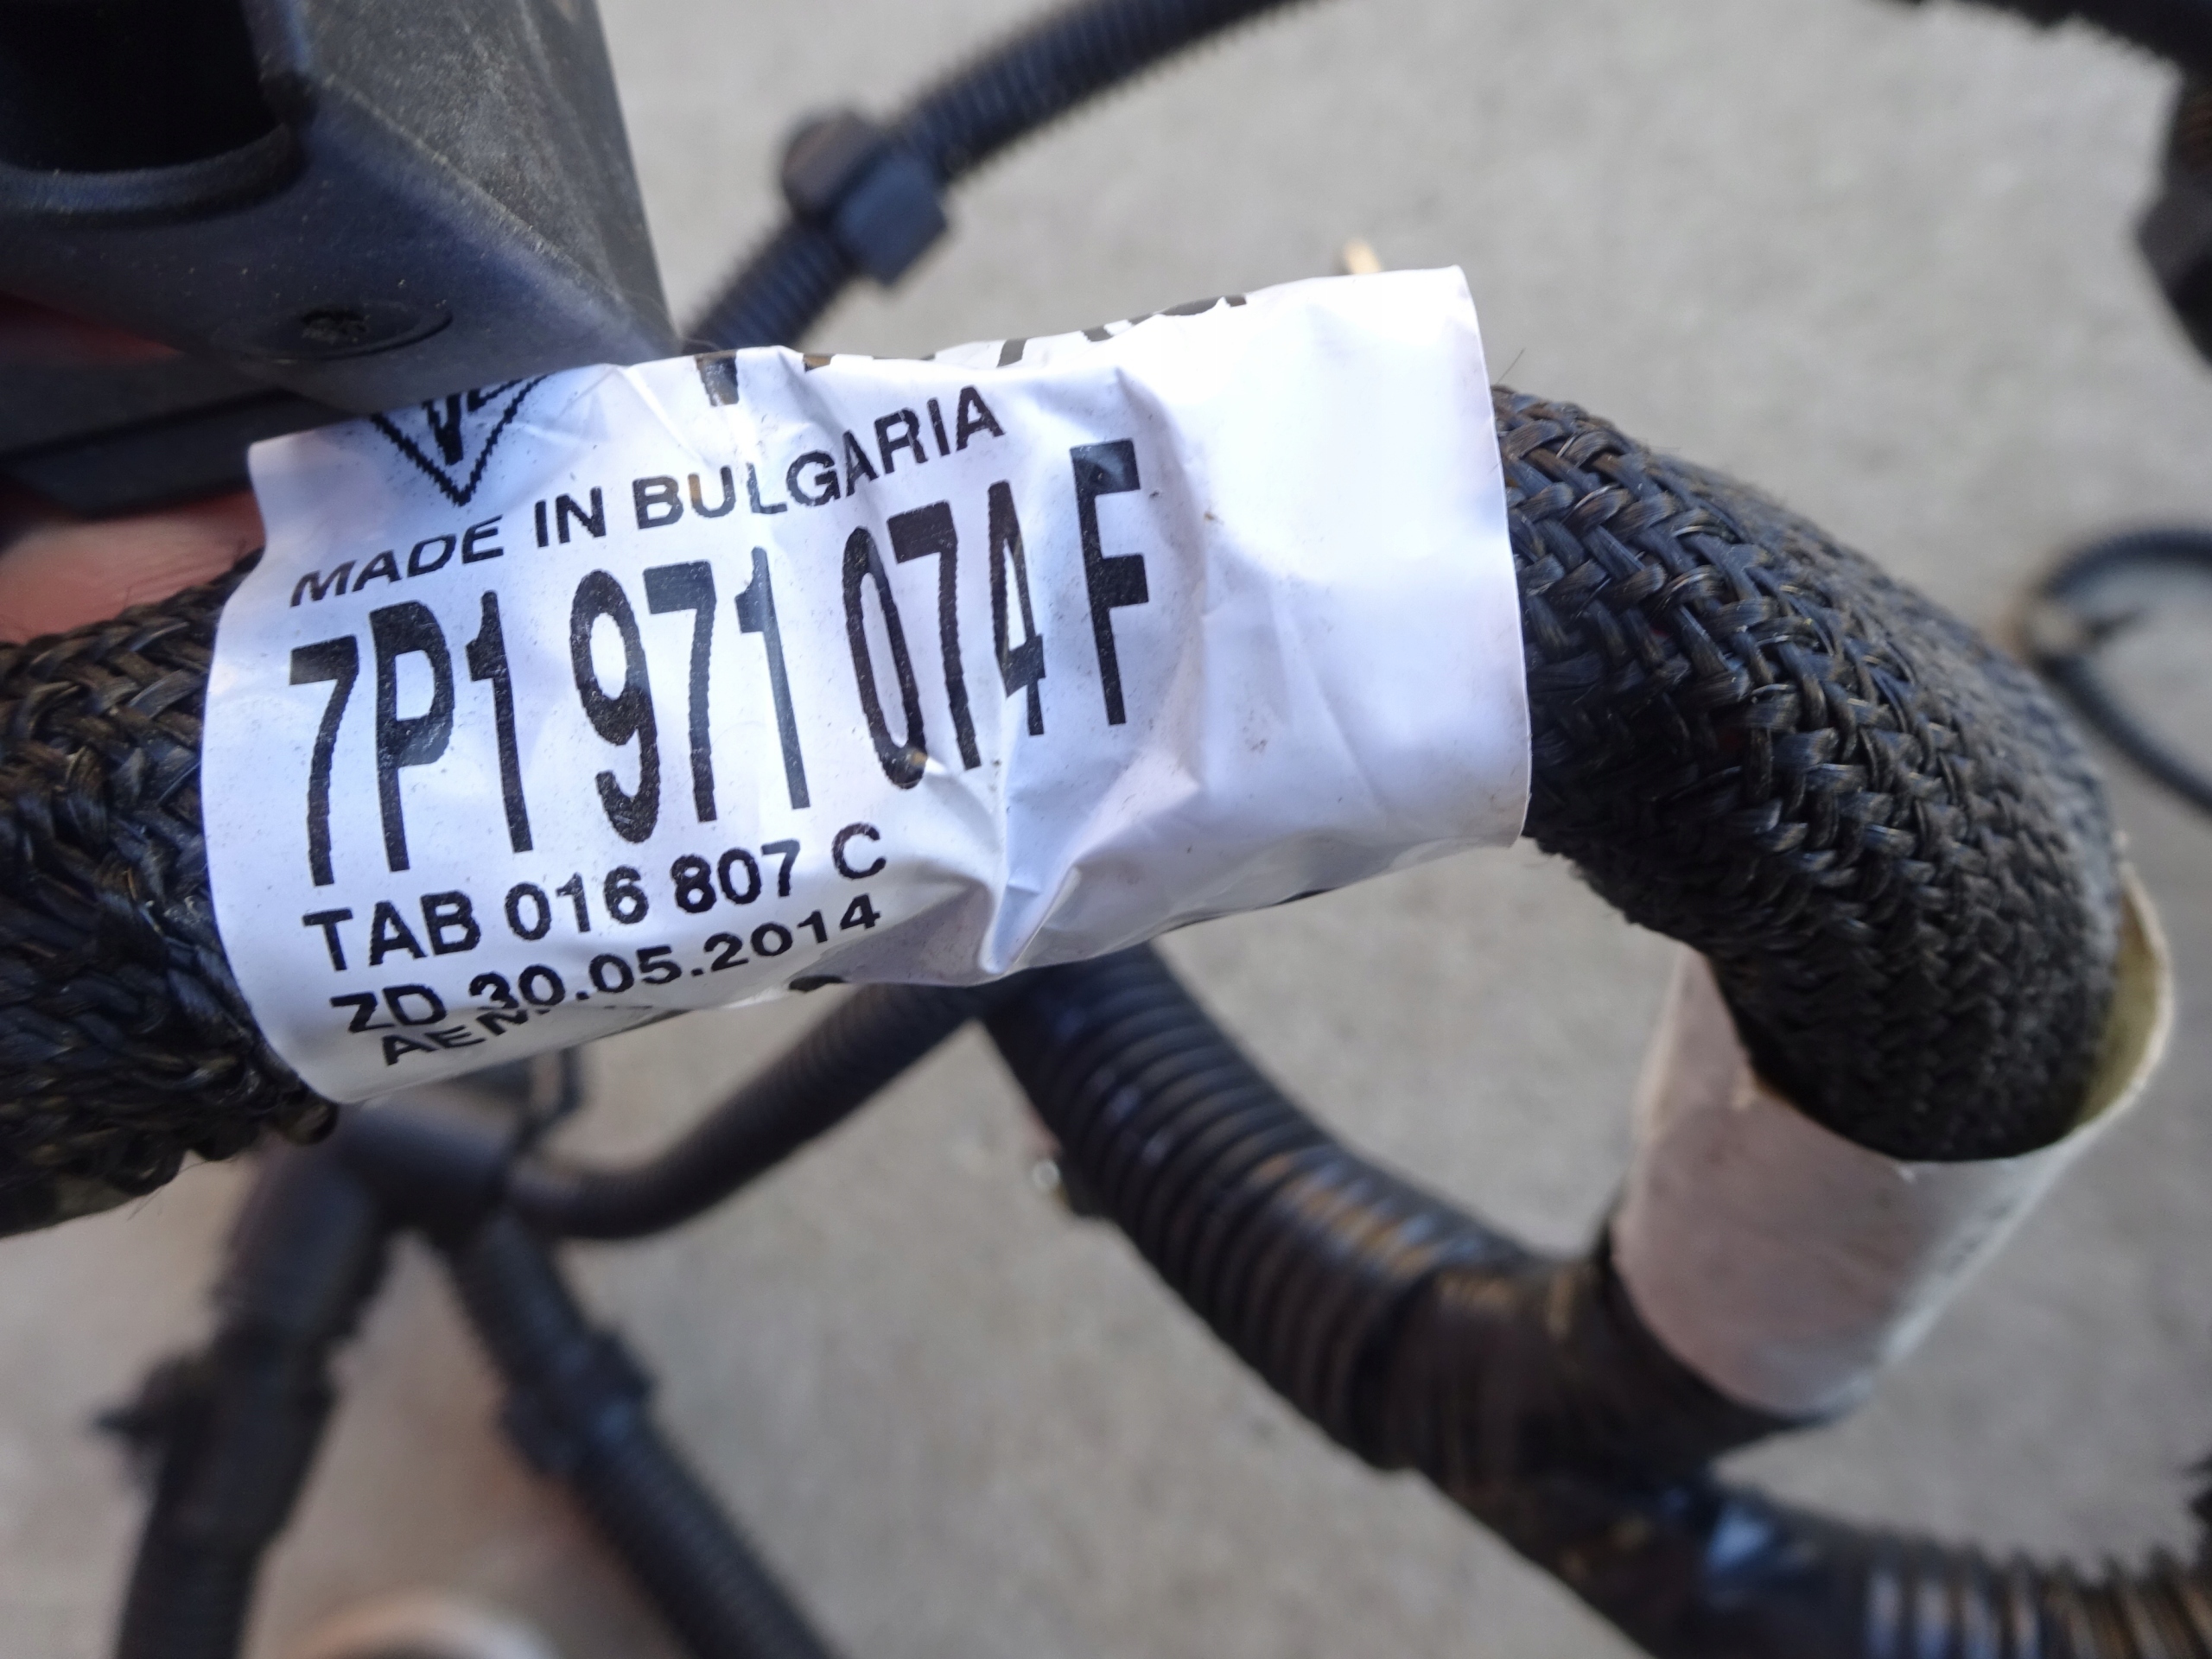 MADE IN BULGARIA
7P1 971 074 F
TAB 016 807 C
ZD 30.05.2014